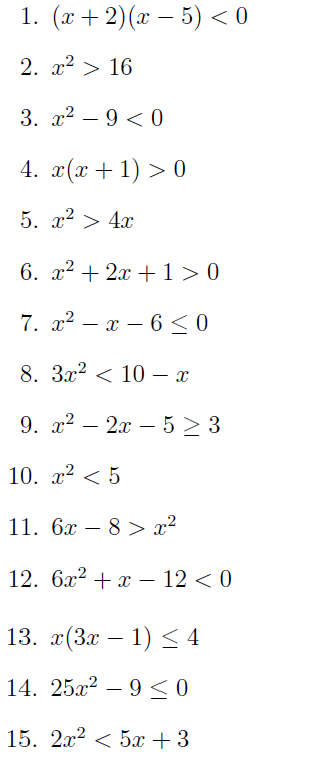 1. (x + 2)(x − 5) < 0
2. x² > 16
3. x² − 9 < 0
4. x(x + 1) > 0
5. x² > 4x
6. x² + 2x + 1 > 0
7. x² − x − 6 ≤ 0
8. 3x² < 10 − x
9. x² − 2x − 5 ≥ 3
10. x² < 5
11. 6x − 8 > x²
12. 6x² + x − 12 < 0
13. x(3x − 1) ≤ 4
14. 25x² − 9 ≤ 0
15. 2x² < 5x + 3